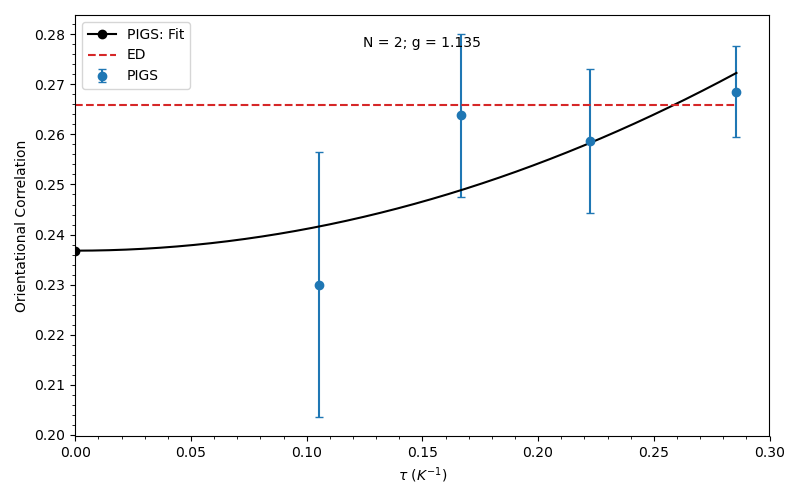 PIGS: Fit
ED
PIGS
N = 2; g = 1.135
Orientational Correlation
0.28
0.27
0.26
0.25
0.24
0.23
0.22
0.21
0.20
0.00 0.05 0.10 0.15 0.20 0.25 0.30
τ (K⁻¹)